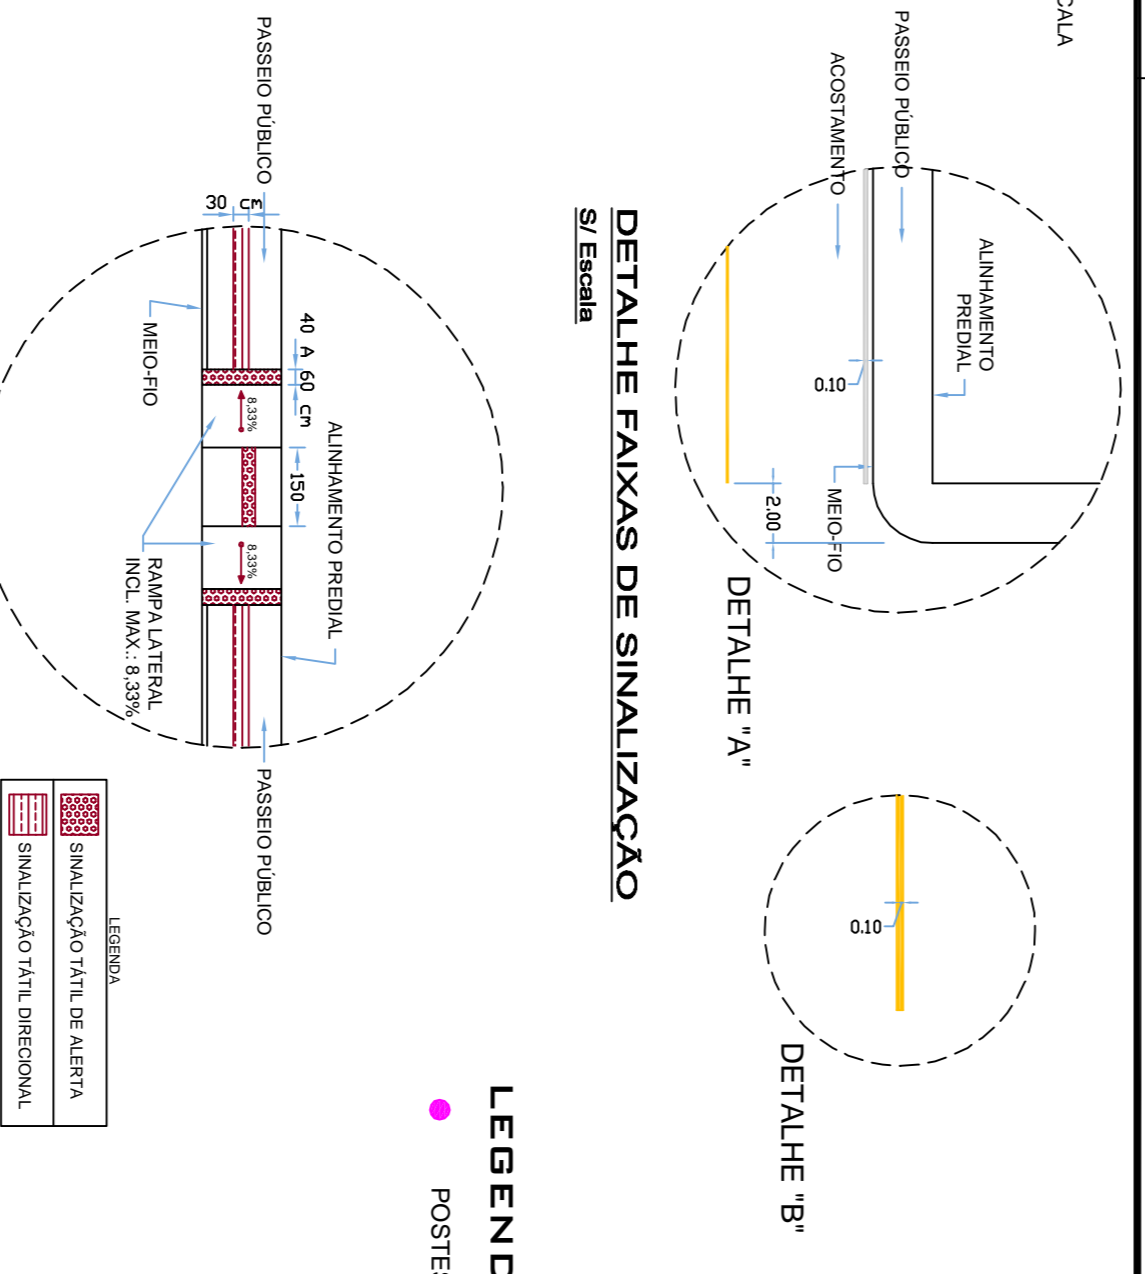 CALA
PASSEIO PÚBLICO
ACOSTAMENTO
ALINHAMENTO
PREDIAL
0.10
MEIO-FIO
2.00
DETALHE "A"
0.10
DETALHE "B"
DETALHE FAIXAS DE SINALIZAÇÃO
S/ Escala
PASSEIO PÚBLICO
30 cm
40 A 60 cm
MEIO-FIO
8,33%
150
8,33%
ALINHAMENTO PREDIAL
RAMPA LATERAL
INCL. MAX.: 8,33%
PASSEIO PÚBLICO
LEGENDA
SINALIZAÇÃO TÁTIL DE ALERTA
SINALIZAÇÃO TÁTIL DIRECIONAL
LEGEND
POSTES